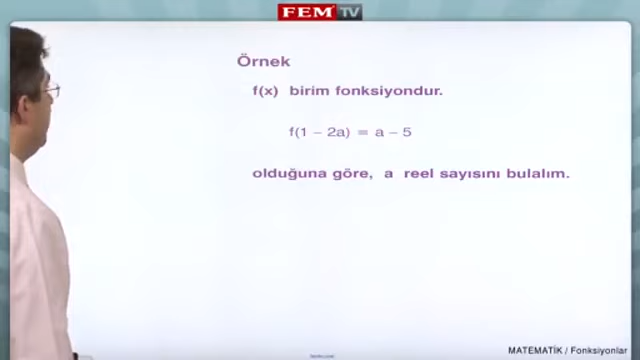 FEM TV
Örnek
f(x) birim fonksiyondur.
f(1 – 2a) = a – 5
olduğuna göre, a reel sayısını bulalım.
MATEMATİK / Fonksiyonlar